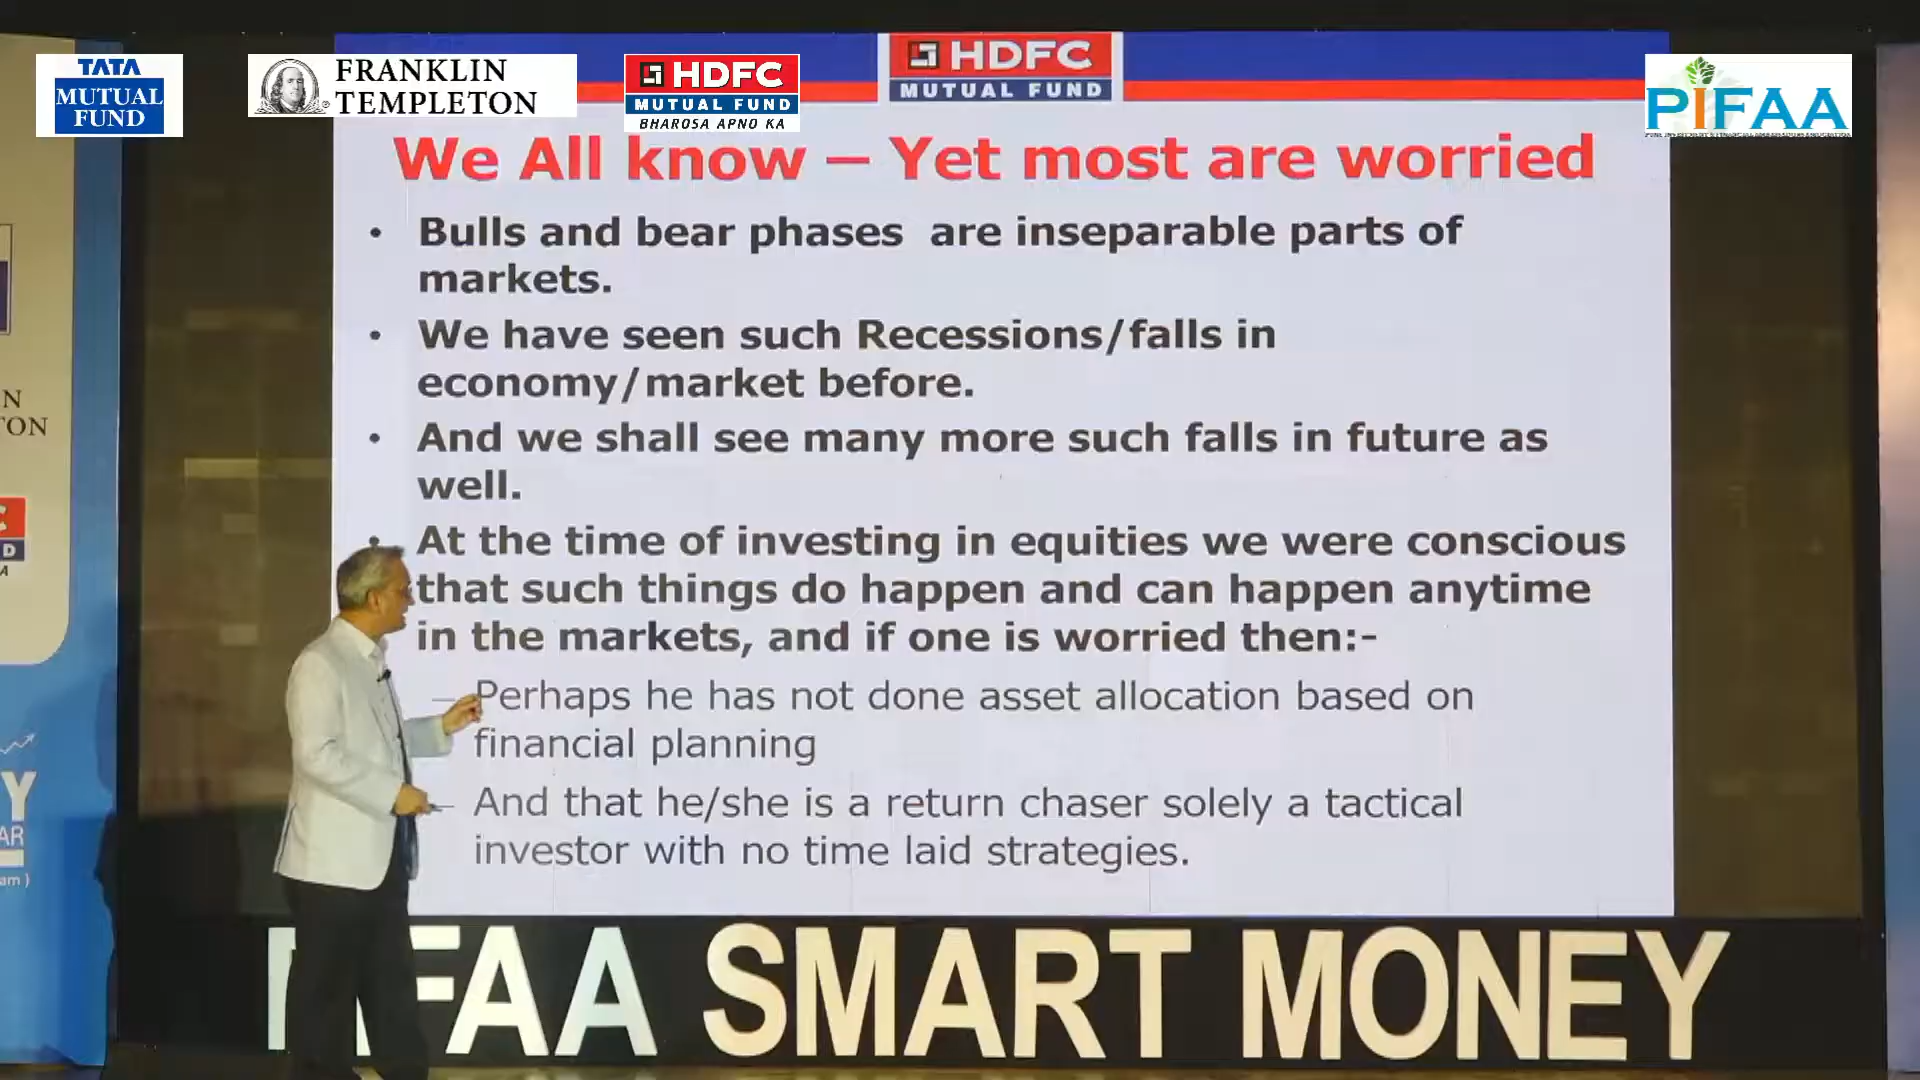 TATA
MUTUAL
FUND
FRANKLIN
TEMPLETON
HDFC
MUTUAL FUND
BHAROSA APNO KA
HDFC
MUTUAL FUND
PIFAA
We All know – Yet most are worried
• Bulls and bear phases are inseparable parts of
markets.
• We have seen such Recessions/falls in
economy/market before.
• And we shall see many more such falls in future as
well.
• At the time of investing in equities we were conscious
that such things do happen and can happen anytime
in the markets, and if one is worried then:-
– Perhaps he has not done asset allocation based on
financial planning
– And that he/she is a return chaser solely a tactical
investor with no time laid strategies.
N
TON
C
D
A
Y
AR
am )
PIFAA SMART MONEY